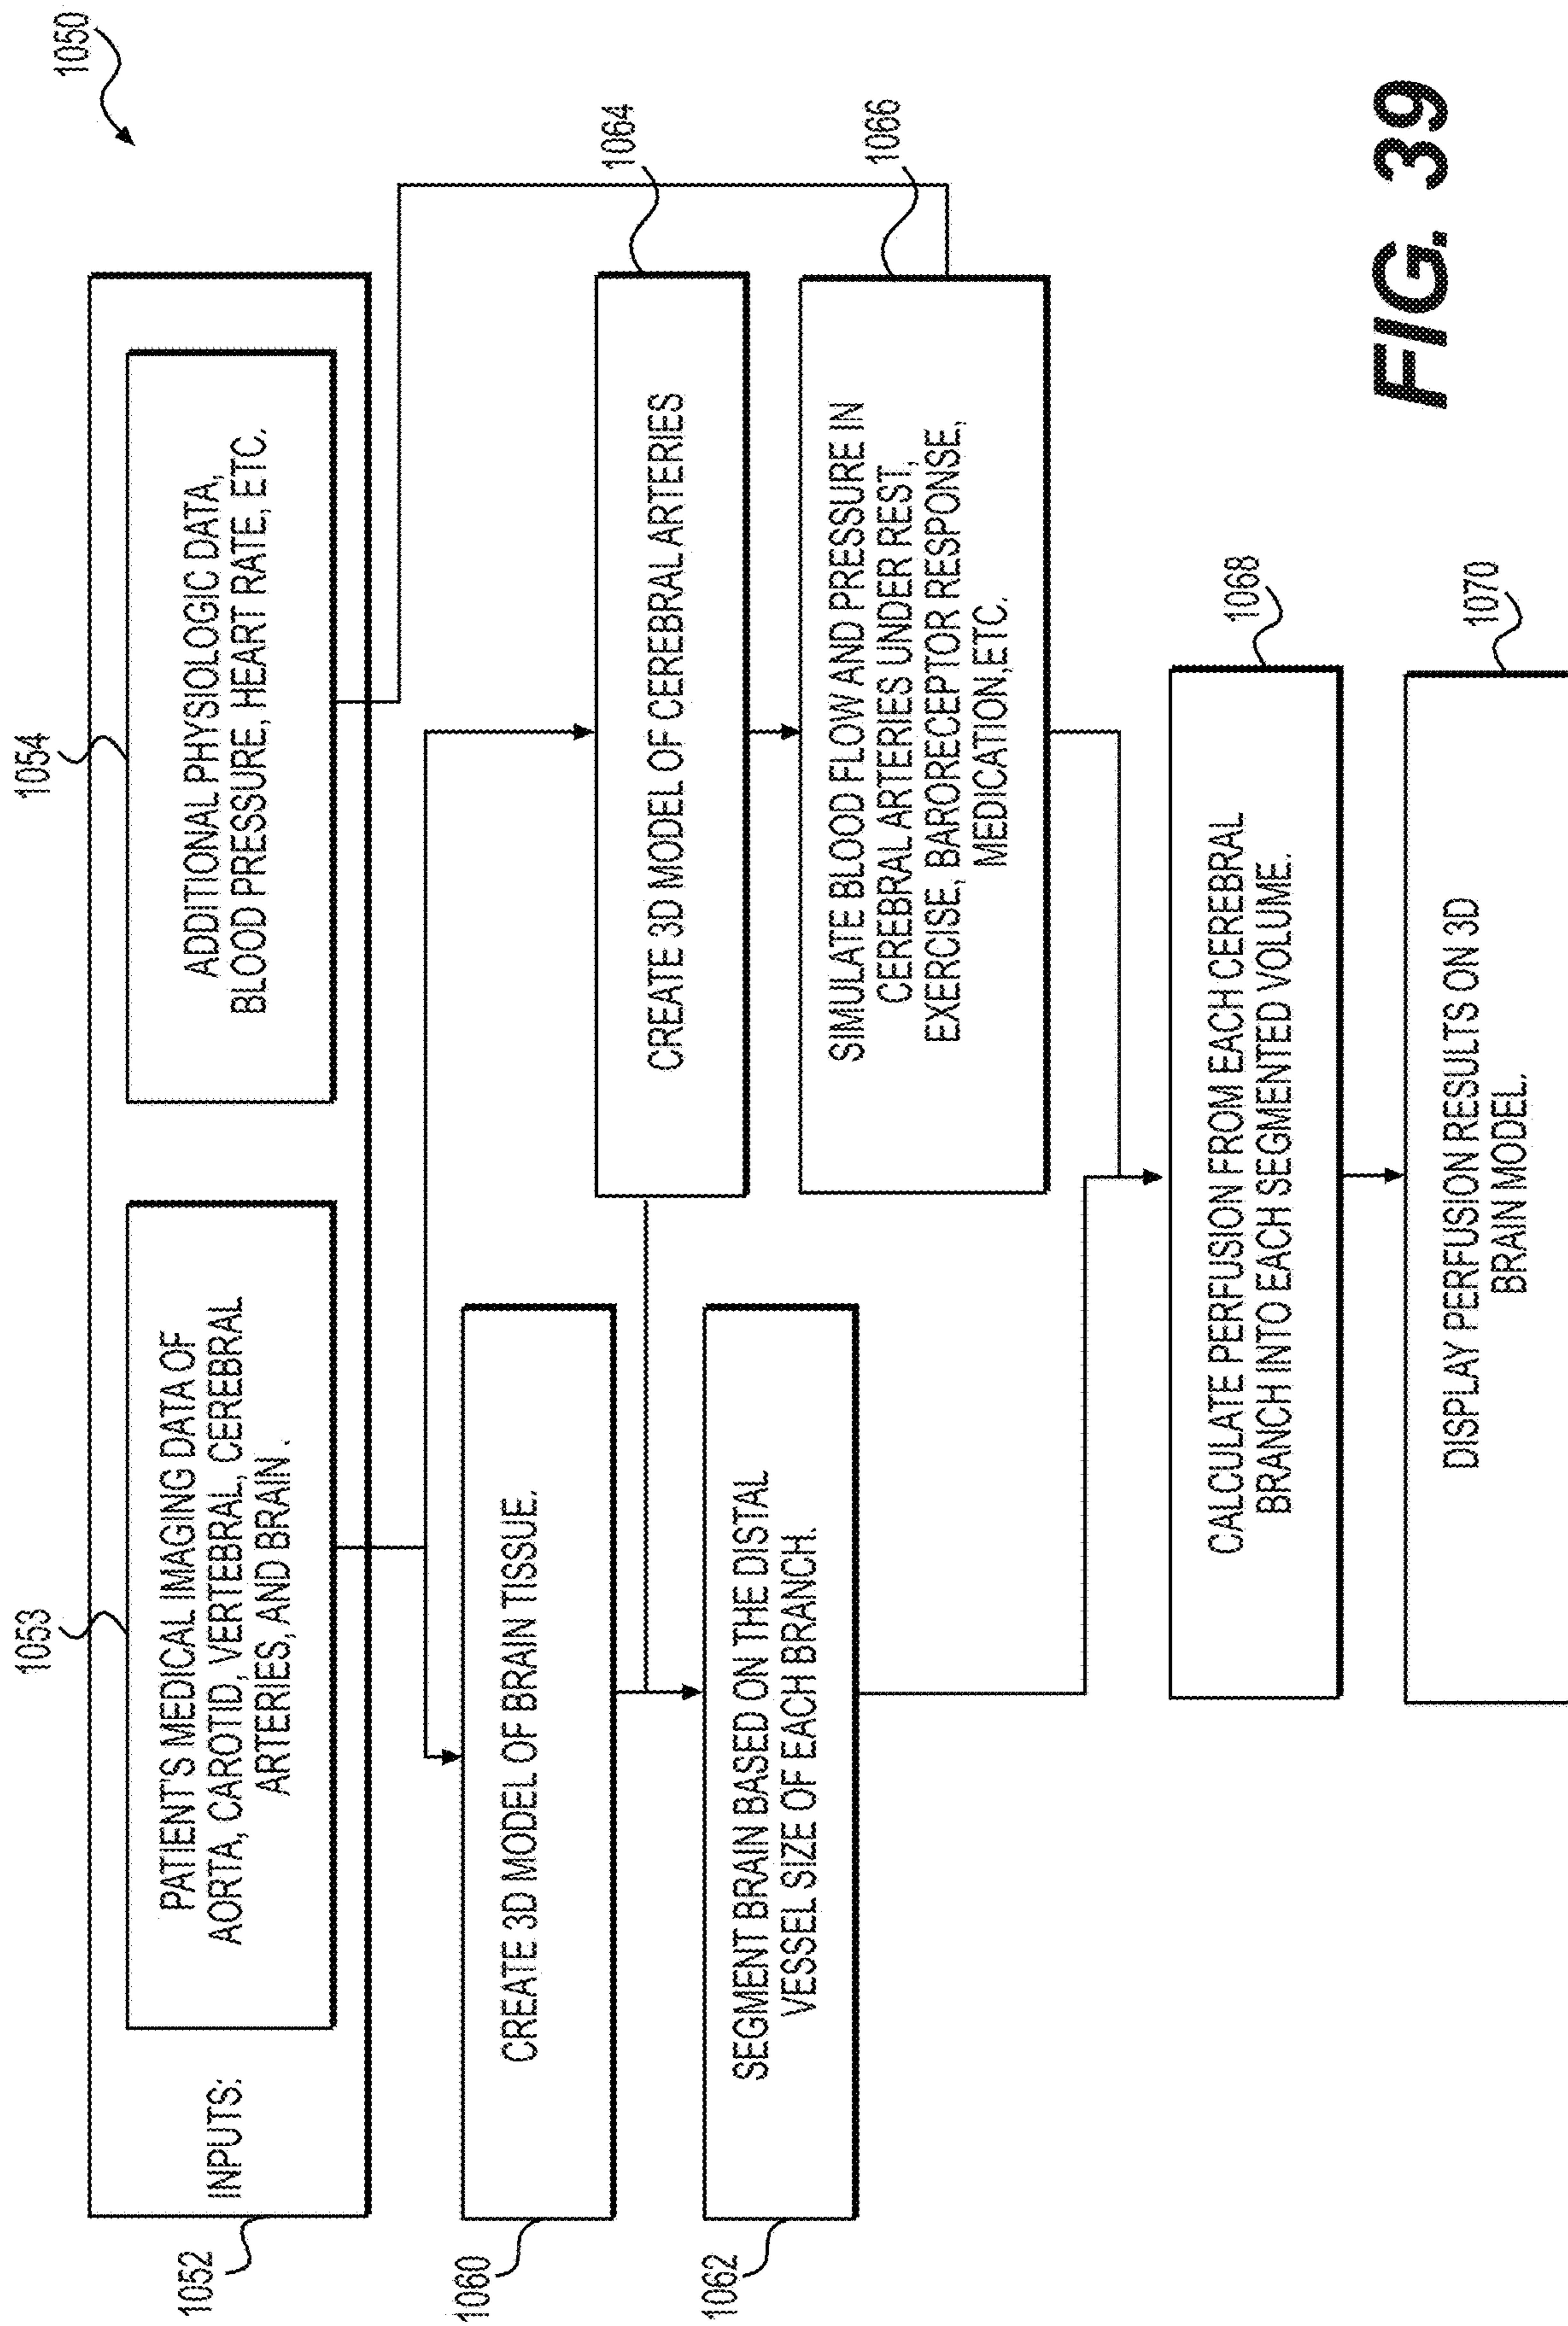 1050
1052
INPUTS:
1053
PATIENT'S MEDICAL IMAGING DATA OF
AORTA, CAROTID, VERTEBRAL, CEREBRAL
ARTERIES, AND BRAIN .
1054
ADDITIONAL PHYSIOLOGIC DATA,
BLOOD PRESSURE, HEART RATE, ETC.
1060
CREATE 3D MODEL OF BRAIN TISSUE.
1064
CREATE 3D MODEL OF CEREBRAL ARTERIES
1062
SEGMENT BRAIN BASED ON THE DISTAL
VESSEL SIZE OF EACH BRANCH.
1066
SIMULATE BLOOD FLOW AND PRESSURE IN
CEREBRAL ARTERIES UNDER REST,
EXERCISE, BARORECEPTOR RESPONSE,
MEDICATION,ETC.
1068
CALCULATE PERFUSION FROM EACH CEREBRAL
BRANCH INTO EACH SEGMENTED VOLUME.
1070
DISPLAY PERFUSION RESULTS ON 3D
BRAIN MODEL.
FIG. 39